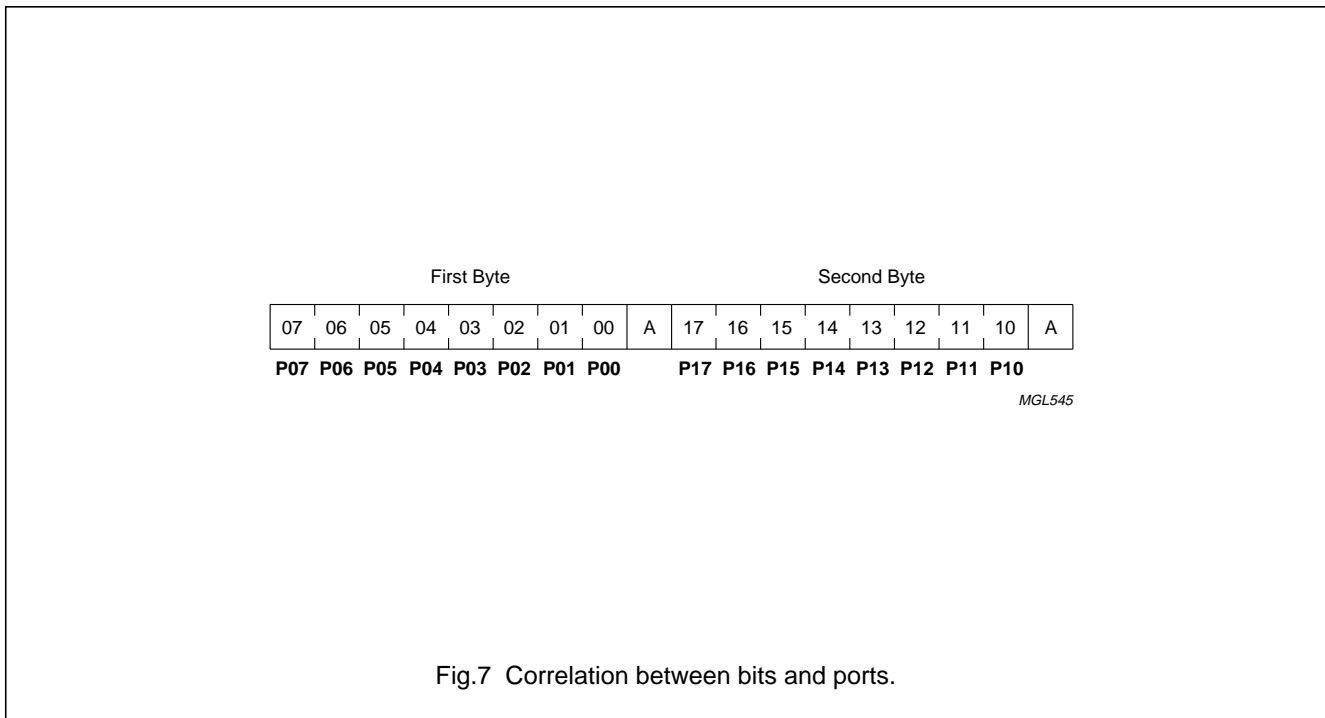 First Byte Second Byte
07 06 05 04 03 02 01 00 A 17 16 15 14 13 12 11 10 A
P07 P06 P05 P04 P03 P02 P01 P00 P17 P16 P15 P14 P13 P12 P11 P10
MGL545
Fig.7 Correlation between bits and ports.